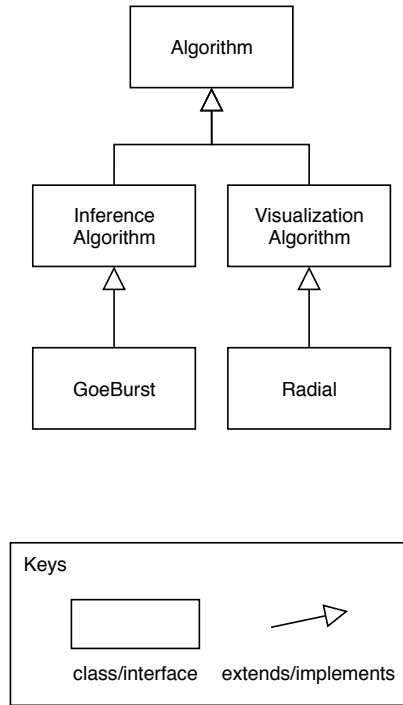 Algorithm
Inference
Algorithm
Visualization
Algorithm
GoeBurst
Radial
Keys
class/interface
extends/implements